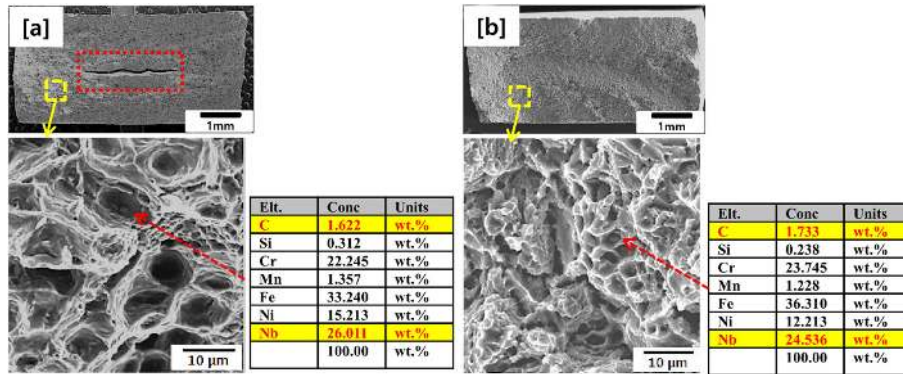 [a]
1mm
10 μm
Elt. Conc Units
C 1.622 wt.%
Si 0.312 wt.%
Cr 22.245 wt.%
Mn 1.357 wt.%
Fe 33.240 wt.%
Ni 15.213 wt.%
Nb 26.011 wt.%
100.00 wt.%
[b]
1mm
10 μm
Elt. Conc Units
C 1.733 wt.%
Si 0.238 wt.%
Cr 23.745 wt.%
Mn 1.228 wt.%
Fe 36.310 wt.%
Ni 12.213 wt.%
Nb 24.536 wt.%
100.00 wt.%